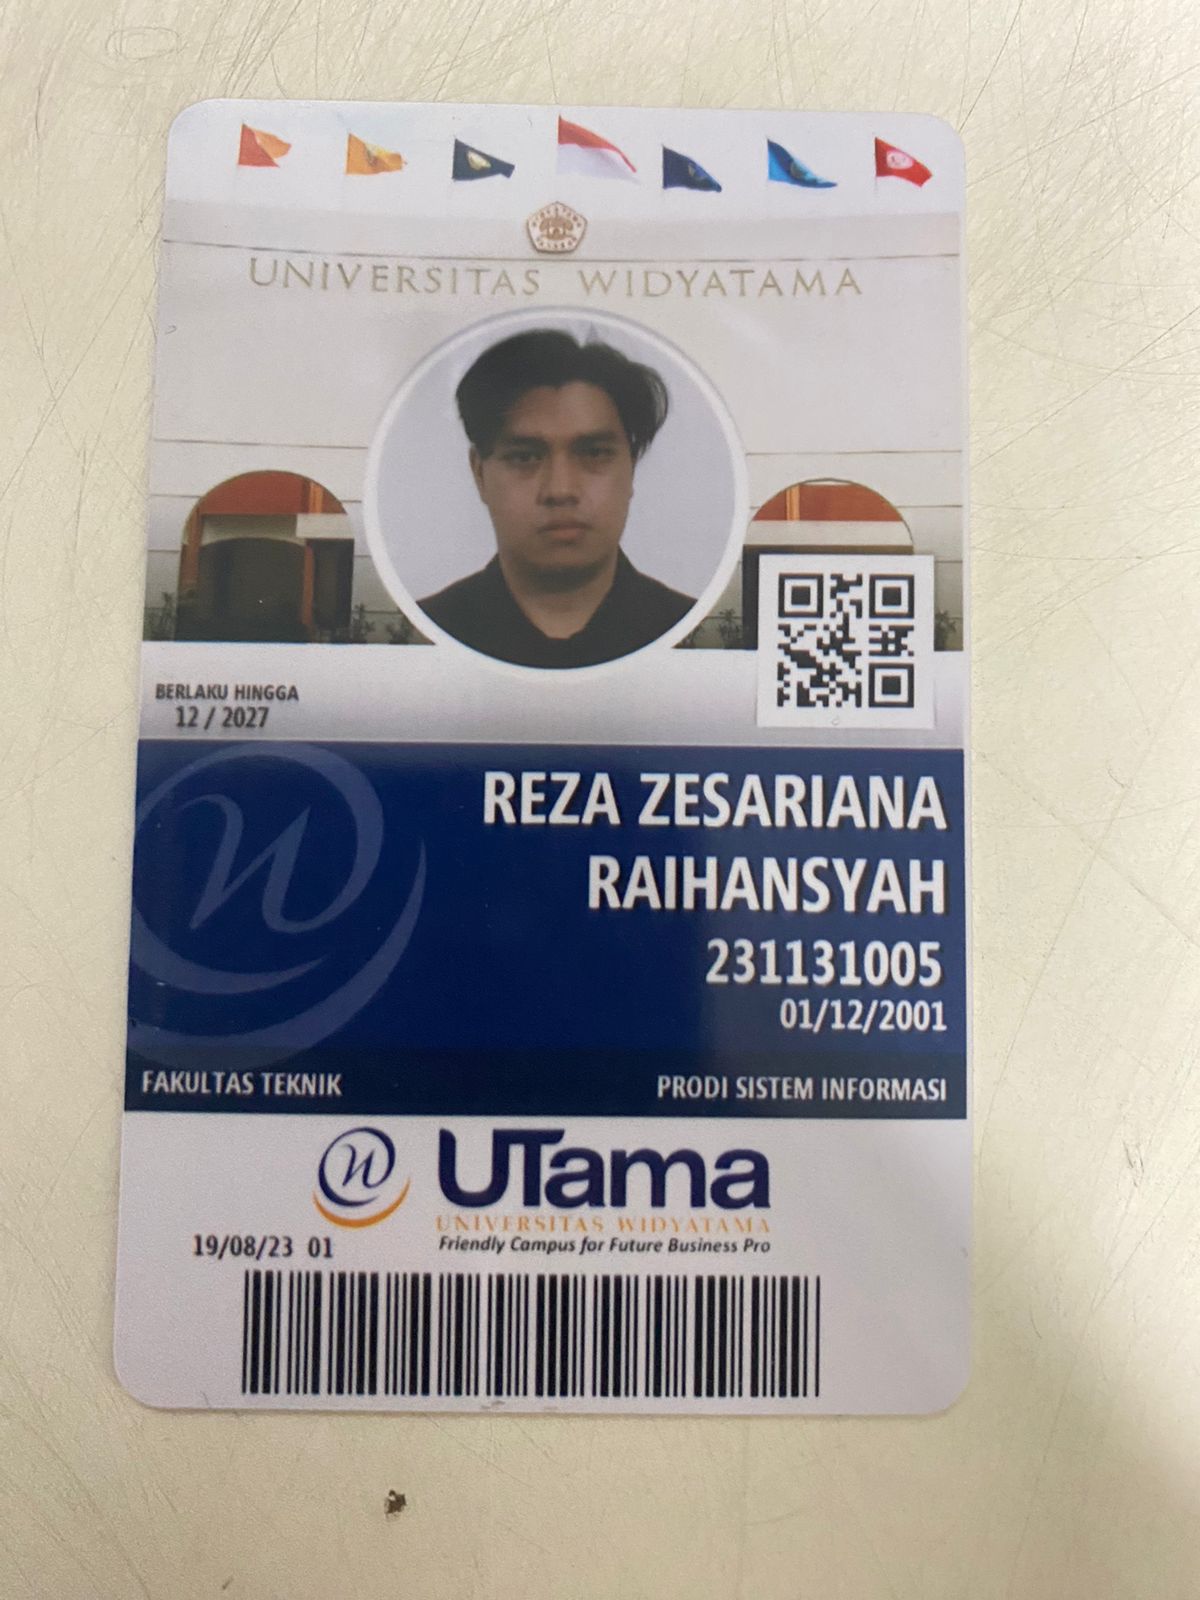 UNIVERSITAS WIDYATAMA
BERLAKU HINGGA
12 / 2027
REZA ZESARIANA
RAIHANSYAH
231131005
01/12/2001
FAKULTAS TEKNIK
PRODI SISTEM INFORMASI
UTama
UNIVERSITAS WIDYATAMA
Friendly Campus for Future Business Pro
19/08/23 01